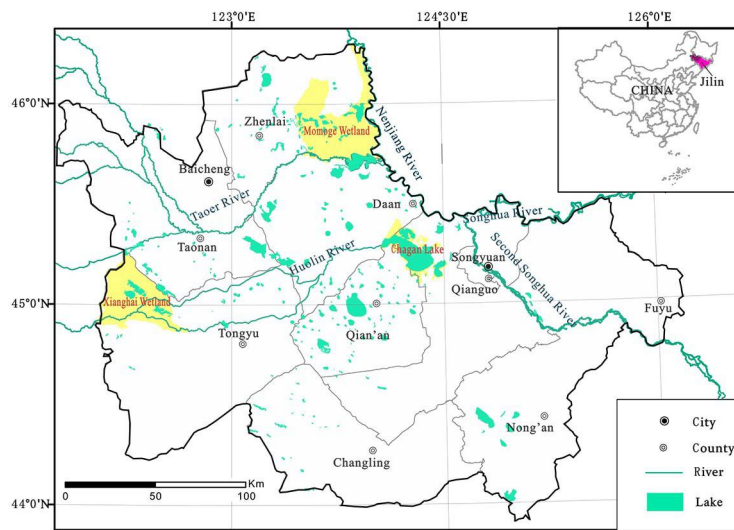 123°0'E
124°30'E
126°0'E
46°0'N
45°0'N
44°0'N
CHINA
Jilin
Zhenlai
Momoge Wetland
Nenjiang River
Baicheng
Taoer River
Daan
Songhua River
Taonan
Huolin River
Chagan Lake
Songyuan
Second Songhua River
Qianguo
Xianghai Wetland
Fuyu
Tongyu
Qian'an
Nong'an
Changling
Km
0
50
100
City
County
River
Lake